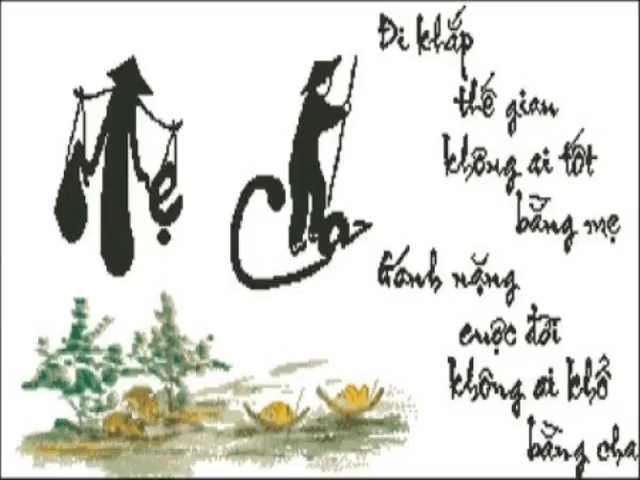 Mẹ Cha
Đi khắp
thế gian
không ai tốt
bằng mẹ
Gánh nặng
cuộc đời
không ai khổ
bằng cha